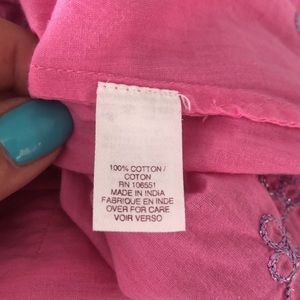 100% COTTON /
COTON
RN 106551
MADE IN INDIA
FABRIQUE EN INDE
OVER FOR CARE
VOIR VERSO